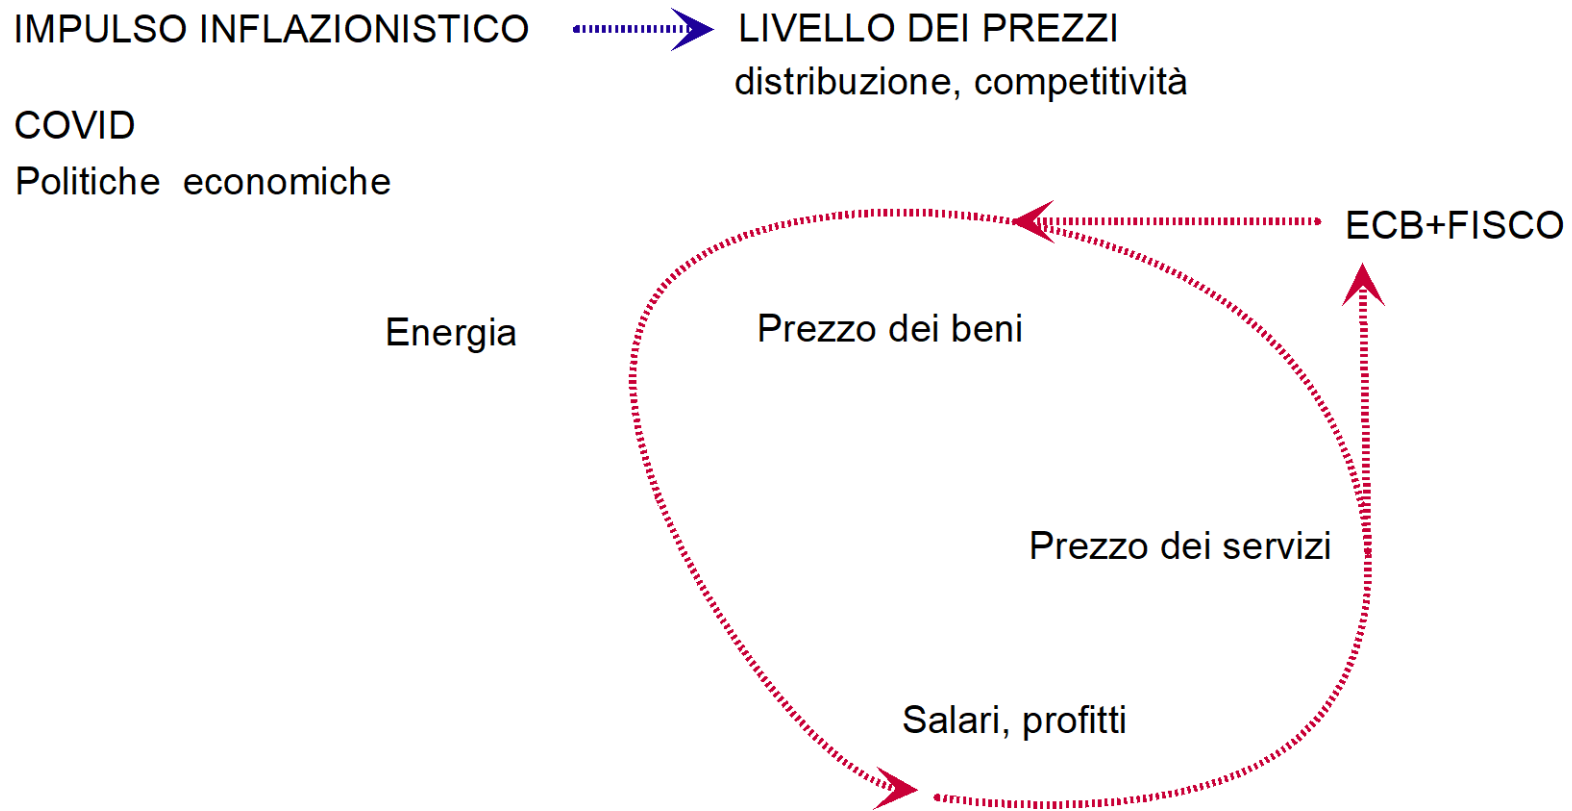 IMPULSO INFLAZIONISTICO
LIVELLO DEI PREZZI
distribuzione, competitività
COVID
Politiche economiche
ECB+FISCO
Energia
Prezzo dei beni
Prezzo dei servizi
Salari, profitti